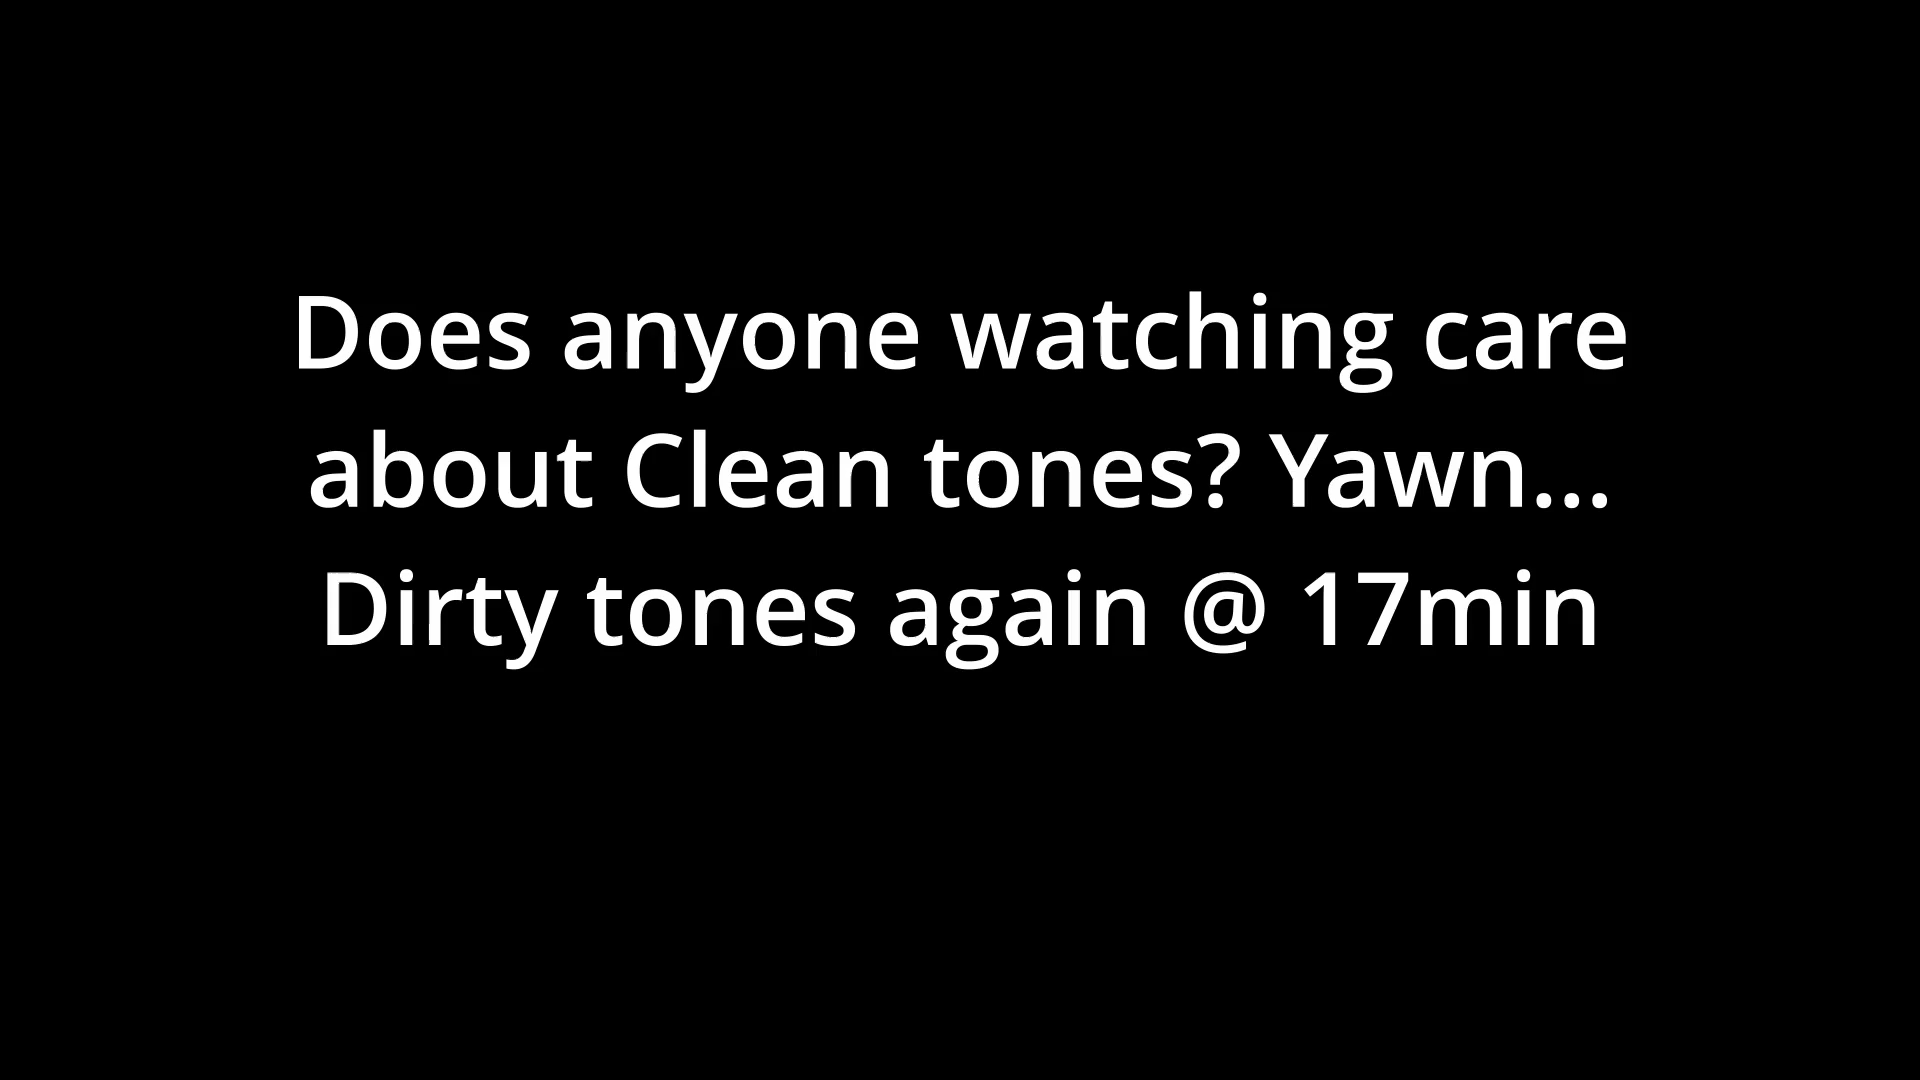 Does anyone watching care
about Clean tones? Yawn...
Dirty tones again @ 17min